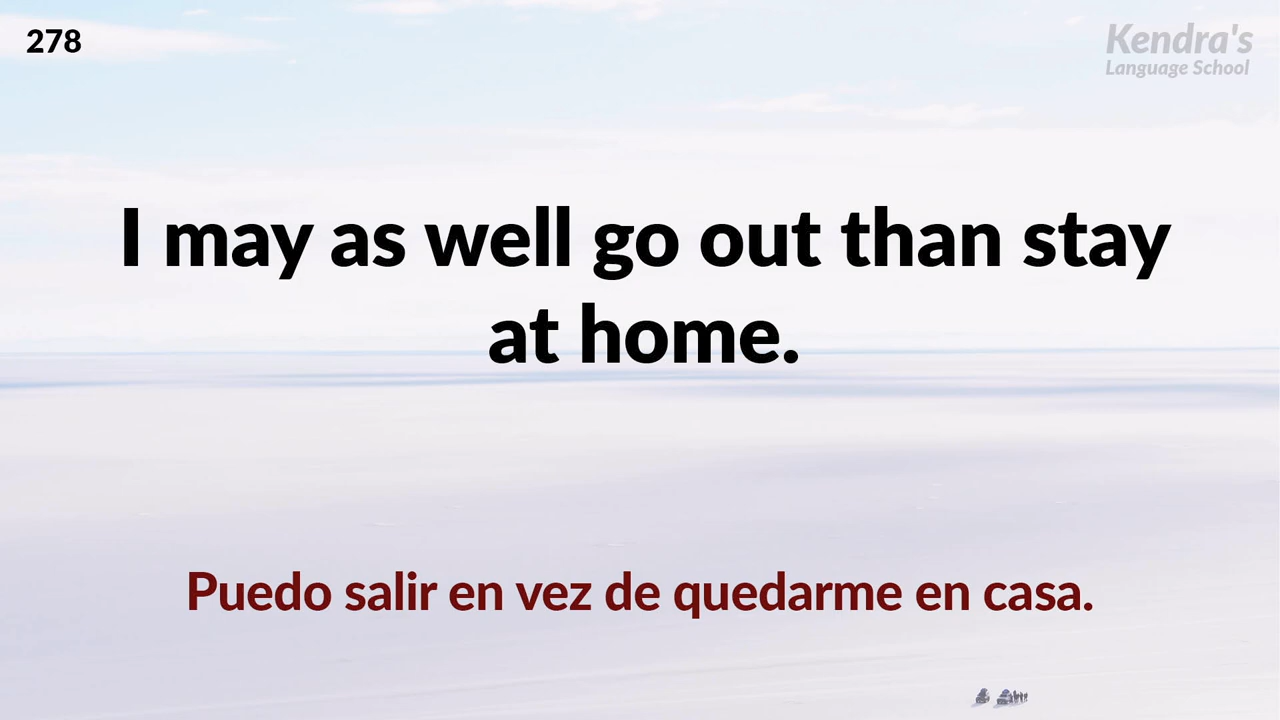 278
Kendra's
Language School
I may as well go out than stay
at home.
Puedo salir en vez de quedarme en casa.